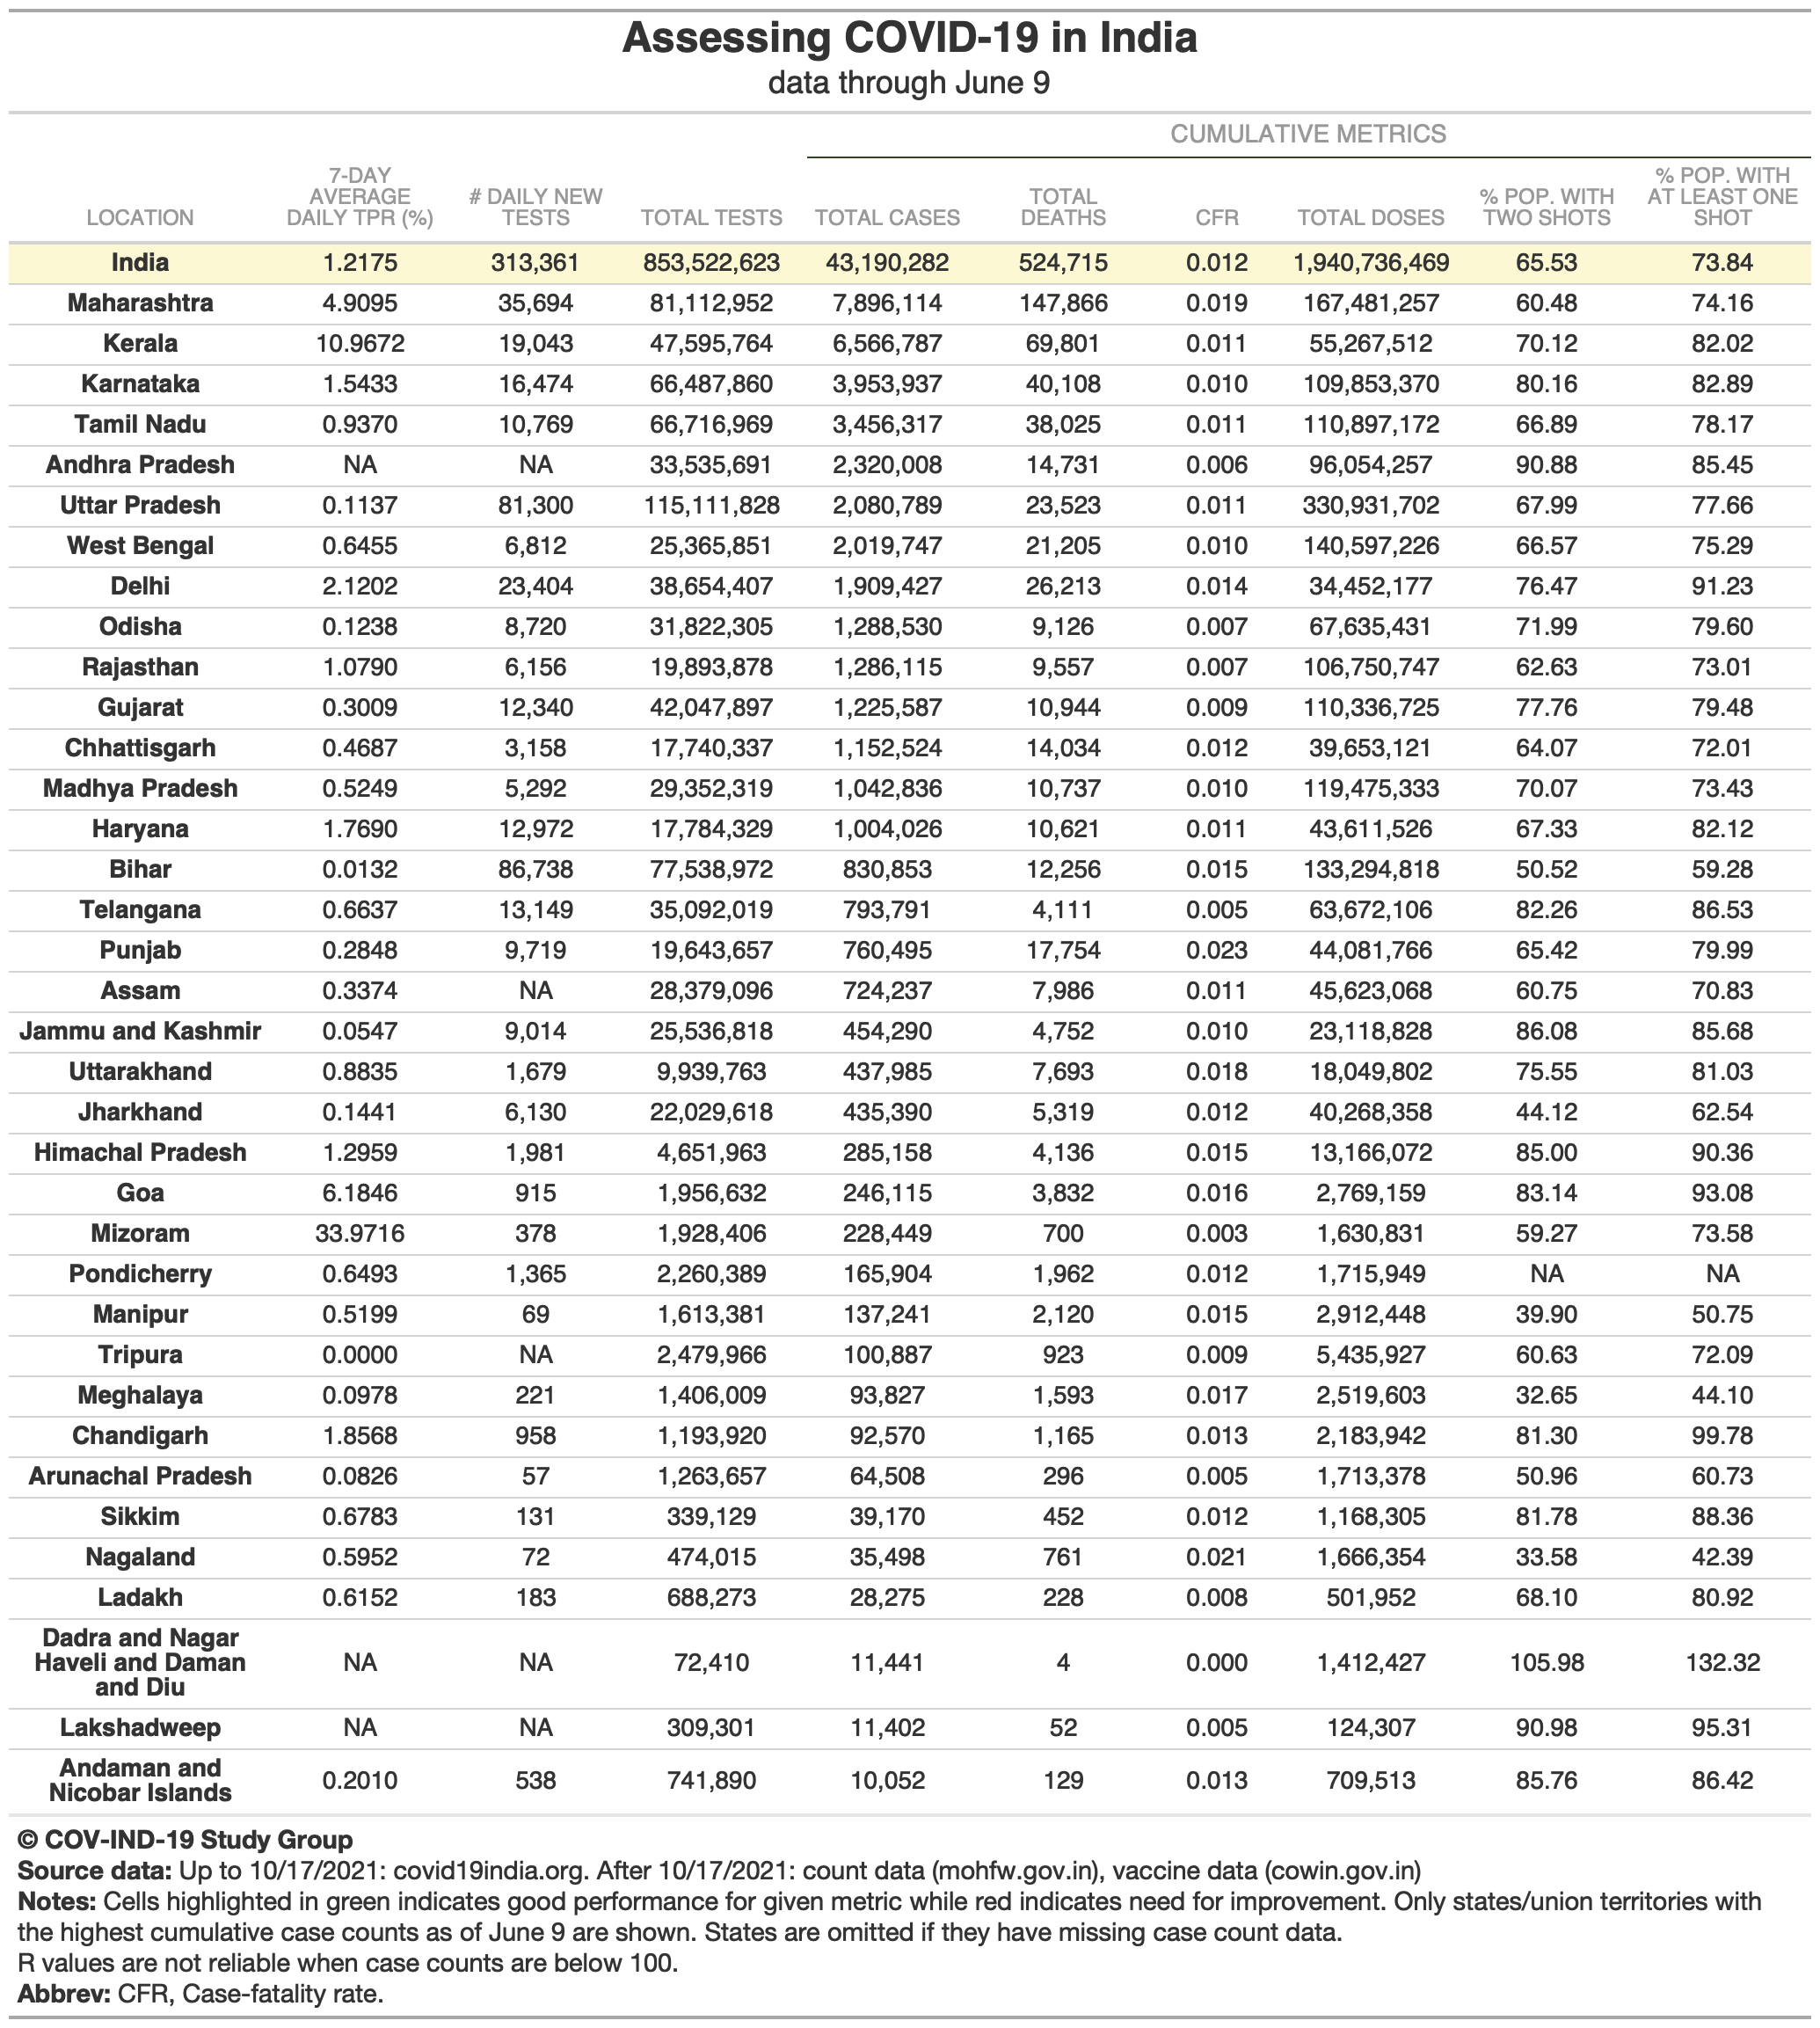 Assessing COVID-19 in India
data through June 9
CUMULATIVE METRICS
LOCATION 7-DAY AVERAGE DAILY TPR (%) # DAILY NEW TESTS TOTAL TESTS TOTAL CASES TOTAL DEATHS CFR TOTAL DOSES % POP. WITH TWO SHOTS % POP. WITH AT LEAST ONE SHOT
India 1.2175 313,361 853,522,623 43,190,282 524,715 0.012 1,940,736,469 65.53 73.84
Maharashtra 4.9095 35,694 81,112,952 7,896,114 147,866 0.019 167,481,257 60.48 74.16
Kerala 10.9672 19,043 47,595,764 6,566,787 69,801 0.011 55,267,512 70.12 82.02
Karnataka 1.5433 16,474 66,487,860 3,953,937 40,108 0.010 109,853,370 80.16 82.89
Tamil Nadu 0.9370 10,769 66,716,969 3,456,317 38,025 0.011 110,897,172 66.89 78.17
Andhra Pradesh NA NA 33,535,691 2,320,008 14,731 0.006 96,054,257 90.88 85.45
Uttar Pradesh 0.1137 81,300 115,111,828 2,080,789 23,523 0.011 330,931,702 67.99 77.66
West Bengal 0.6455 6,812 25,365,851 2,019,747 21,205 0.010 140,597,226 66.57 75.29
Delhi 2.1202 23,404 38,654,407 1,909,427 26,213 0.014 34,452,177 76.47 91.23
Odisha 0.1238 8,720 31,822,305 1,288,530 9,126 0.007 67,635,431 71.99 79.60
Rajasthan 1.0790 6,156 19,893,878 1,286,115 9,557 0.007 106,750,747 62.63 73.01
Gujarat 0.3009 12,340 42,047,897 1,225,587 10,944 0.009 110,336,725 77.76 79.48
Chhattisgarh 0.4687 3,158 17,740,337 1,152,524 14,034 0.012 39,653,121 64.07 72.01
Madhya Pradesh 0.5249 5,292 29,352,319 1,042,836 10,737 0.010 119,475,333 70.07 73.43
Haryana 1.7690 12,972 17,784,329 1,004,026 10,621 0.011 43,611,526 67.33 82.12
Bihar 0.0132 86,738 77,538,972 830,853 12,256 0.015 133,294,818 50.52 59.28
Telangana 0.6637 13,149 35,092,019 793,791 4,111 0.005 63,672,106 82.26 86.53
Punjab 0.2848 9,719 19,643,657 760,495 17,754 0.023 44,081,766 65.42 79.99
Assam 0.3374 NA 28,379,096 724,237 7,986 0.011 45,623,068 60.75 70.83
Jammu and Kashmir 0.0547 9,014 25,536,818 454,290 4,752 0.010 23,118,828 86.08 85.68
Uttarakhand 0.8835 1,679 9,939,763 437,985 7,693 0.018 18,049,802 75.55 81.03
Jharkhand 0.1441 6,130 22,029,618 435,390 5,319 0.012 40,268,358 44.12 62.54
Himachal Pradesh 1.2959 1,981 4,651,963 285,158 4,136 0.015 13,166,072 85.00 90.36
Goa 6.1846 915 1,956,632 246,115 3,832 0.016 2,769,159 83.14 93.08
Mizoram 33.9716 378 1,928,406 228,449 700 0.003 1,630,831 59.27 73.58
Pondicherry 0.6493 1,365 2,260,389 165,904 1,962 0.012 1,715,949 NA NA
Manipur 0.5199 69 1,613,381 137,241 2,120 0.015 2,912,448 39.90 50.75
Tripura 0.0000 NA 2,479,966 100,887 923 0.009 5,435,927 60.63 72.09
Meghalaya 0.0978 221 1,406,009 93,827 1,593 0.017 2,519,603 32.65 44.10
Chandigarh 1.8568 958 1,193,920 92,570 1,165 0.013 2,183,942 81.30 99.78
Arunachal Pradesh 0.0826 57 1,263,657 64,508 296 0.005 1,713,378 50.96 60.73
Sikkim 0.6783 131 339,129 39,170 452 0.012 1,168,305 81.78 88.36
Nagaland 0.5952 72 474,015 35,498 761 0.021 1,666,354 33.58 42.39
Ladakh 0.6152 183 688,273 28,275 228 0.008 501,952 68.10 80.92
Dadra and Nagar Haveli and Daman and Diu NA NA 72,410 11,441 4 0.000 1,412,427 105.98 132.32
Lakshadweep NA NA 309,301 11,402 52 0.005 124,307 90.98 95.31
Andaman and Nicobar Islands 0.2010 538 741,890 10,052 129 0.013 709,513 85.76 86.42
© COV-IND-19 Study Group
Source data: Up to 10/17/2021: covid19india.org. After 10/17/2021: count data (mohfw.gov.in), vaccine data (cowin.gov.in)
Notes: Cells highlighted in green indicates good performance for given metric while red indicates need for improvement. Only states/union territories with
the highest cumulative case counts as of June 9 are shown. States are omitted if they have missing case count data.
R values are not reliable when case counts are below 100.
Abbrev: CFR, Case-fatality rate.